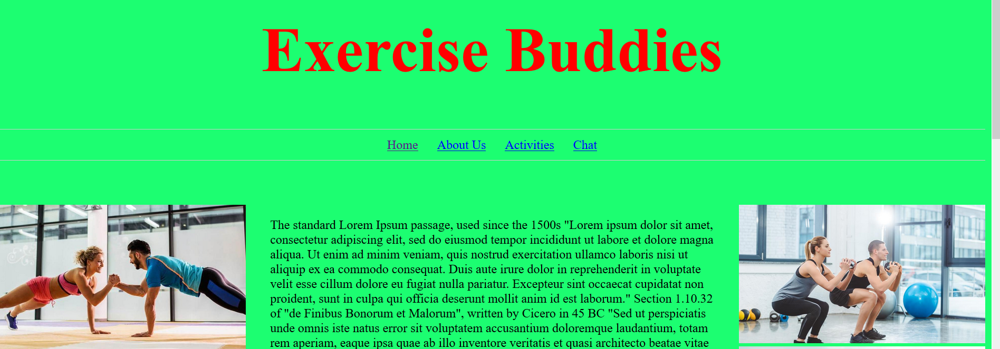 Exercise Buddies
Home About Us Activities Chat
The standard Lorem Ipsum passage, used since the 1500s "Lorem ipsum dolor sit amet,
consectetur adipiscing elit, sed do eiusmod tempor incididunt ut labore et dolore magna
aliqua. Ut enim ad minim veniam, quis nostrud exercitation ullamco laboris nisi ut
aliquip ex ea commodo consequat. Duis aute irure dolor in reprehenderit in voluptate
velit esse cillum dolore eu fugiat nulla pariatur. Excepteur sint occaecat cupidatat non
proident, sunt in culpa qui officia deserunt mollit anim id est laborum." Section 1.10.32
of "de Finibus Bonorum et Malorum", written by Cicero in 45 BC "Sed ut perspiciatis
unde omnis iste natus error sit voluptatem accusantium doloremque laudantium, totam
rem aperiam, eaque ipsa quae ab illo inventore veritatis et quasi architecto beatae vitae